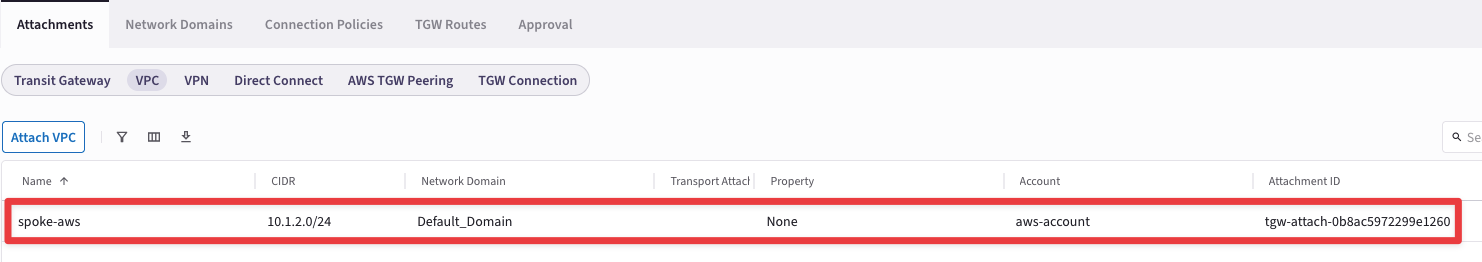 Attachments Network Domains Connection Policies TGW Routes Approval
Transit Gateway VPC VPN Direct Connect AWS TGW Peering TGW Connection
Attach VPC Se
Name CIDR Network Domain Transport Attach Property Account Attachment ID
spoke-aws 10.1.2.0/24 Default_Domain None aws-account tgw-attach-0b8ac5972299e1260